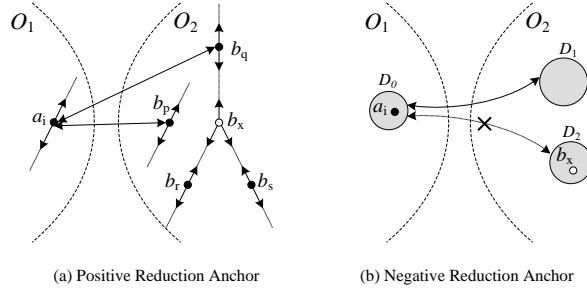 O1 O2
bq
ai bp bx
br bs
(a) Positive Reduction Anchor
O1 O2
D1
D0
ai
D2
bx
(b) Negative Reduction Anchor